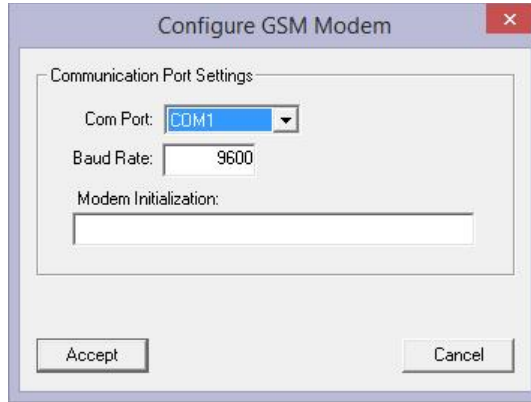 Configure GSM Modem
Communication Port Settings
Com Port: COM1
Baud Rate: 9600
Modem Initialization:
Accept Cancel